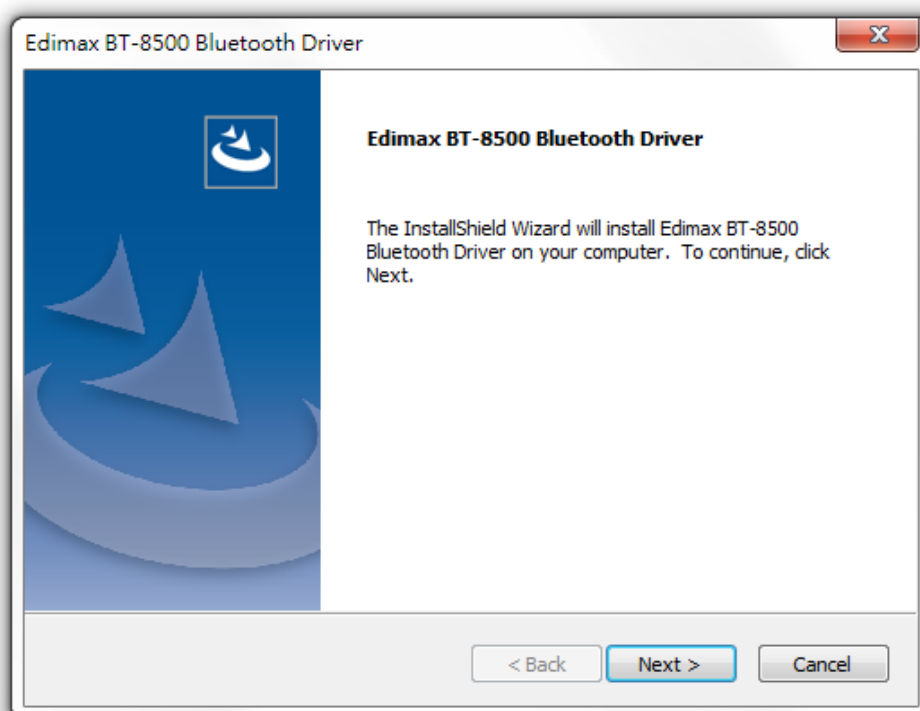 Edimax BT-8500 Bluetooth Driver
Edimax BT-8500 Bluetooth Driver
The InstallShield Wizard will install Edimax BT-8500
Bluetooth Driver on your computer.  To continue, click
Next.
< Back
Next >
Cancel